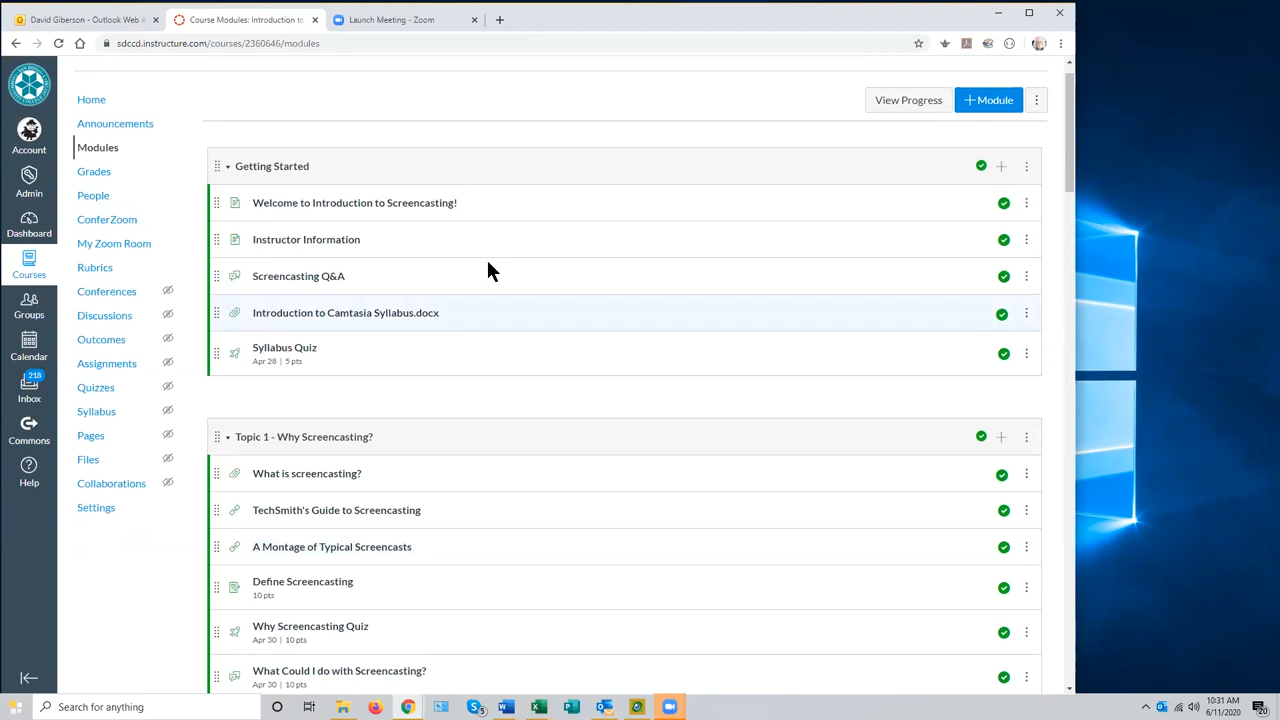 David Giberson - Outlook Web A
Course Modules: Introduction to
Launch Meeting - Zoom
sdccd.instructure.com/courses/2360646/modules
Account
Admin
Dashboard
Courses
Groups
Calendar
218
Inbox
Commons
Help
Home
Announcements
Modules
Grades
People
ConferZoom
My Zoom Room
Rubrics
Conferences
Discussions
Outcomes
Assignments
Quizzes
Syllabus
Pages
Files
Collaborations
Settings
View Progress
+ Module
Getting Started
Welcome to Introduction to Screencasting!
Instructor Information
Screencasting Q&A
Introduction to Camtasia Syllabus.docx
Syllabus Quiz
Apr 28 | 5 pts
Topic 1 - Why Screencasting?
What is screencasting?
TechSmith's Guide to Screencasting
A Montage of Typical Screencasts
Define Screencasting
10 pts
Why Screencasting Quiz
Apr 30 | 10 pts
What Could I do with Screencasting?
Apr 30 | 10 pts
Search for anything
5
10:31 AM
6/11/2020
20